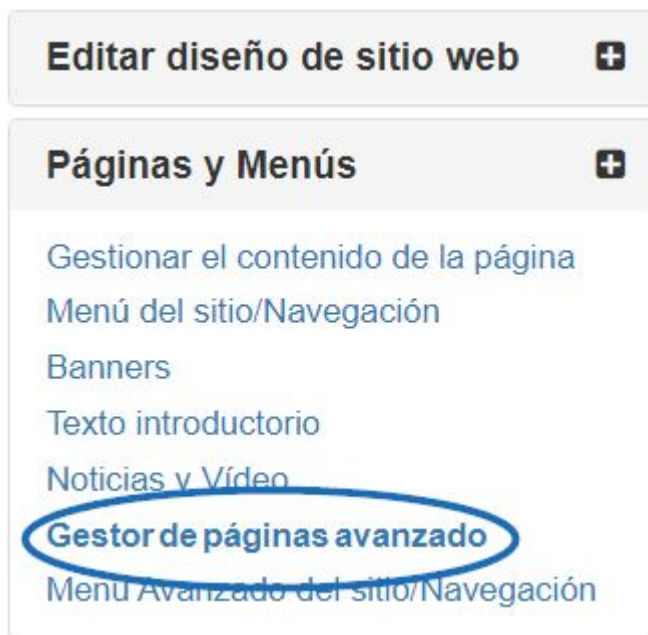 Editar diseño de sitio web
Páginas y Menús
Gestionar el contenido de la página
Menú del sitio/Navegación
Banners
Texto introductorio
Noticias y Vídeo
Gestor de páginas avanzado
Menú Avanzado del sitio/Navegación